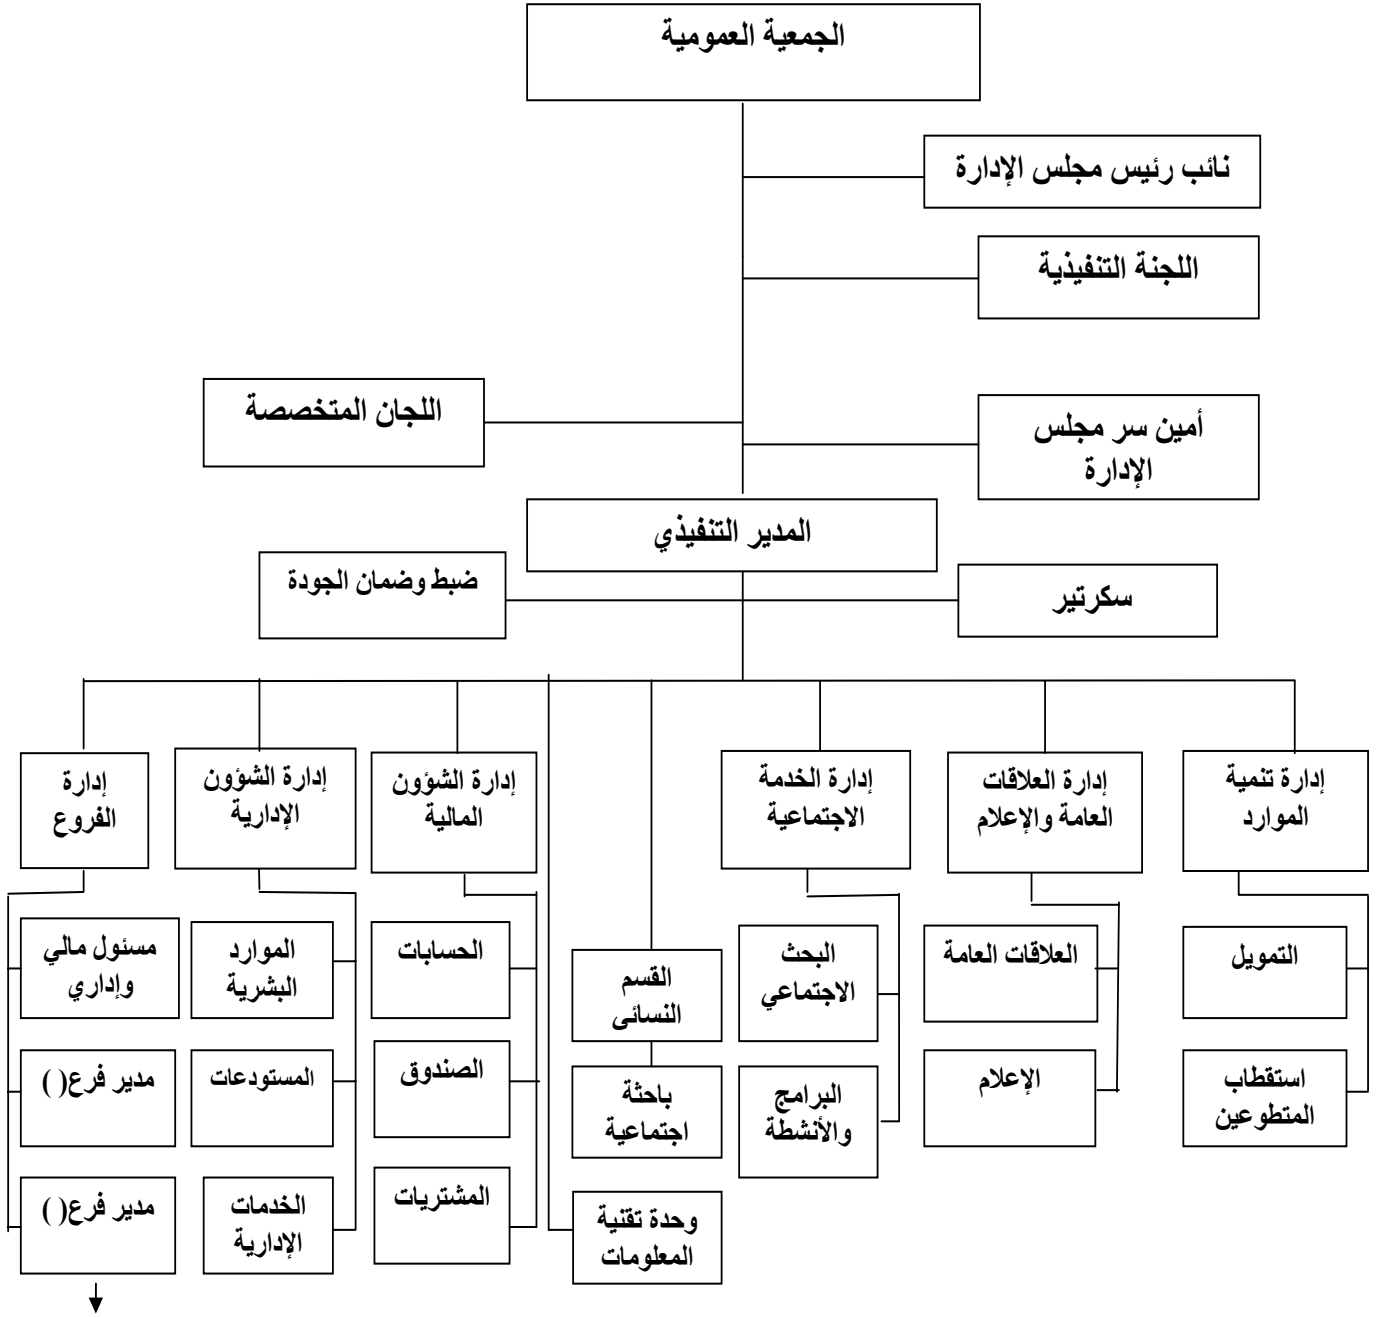 الجمعية العمومية
نائب رئيس مجلس الإدارة
اللجنة التنفيذية
أمين سر مجلس
الإدارة
اللجان المتخصصة
المدير التنفيذي
سكرتير
ضبط وضمان الجودة
إدارة تنمية
الموارد
إدارة العلاقات
العامة والإعلام
إدارة الخدمة
الاجتماعية
إدارة الشؤون
المالية
إدارة الشؤون
الإدارية
إدارة
الفروع
التمويل
العلاقات العامة
البحث
الاجتماعي
القسم
النسائى
الحسابات
الموارد
البشرية
مسئول مالي
وإداري
استقطاب
المتطوعين
الإعلام
البرامج
والأنشطة
باحثة
اجتماعية
الصندوق
المستودعات
مدير فرع( )
وحدة تقنية
المعلومات
المشتريات
الخدمات
الإدارية
مدير فرع( )